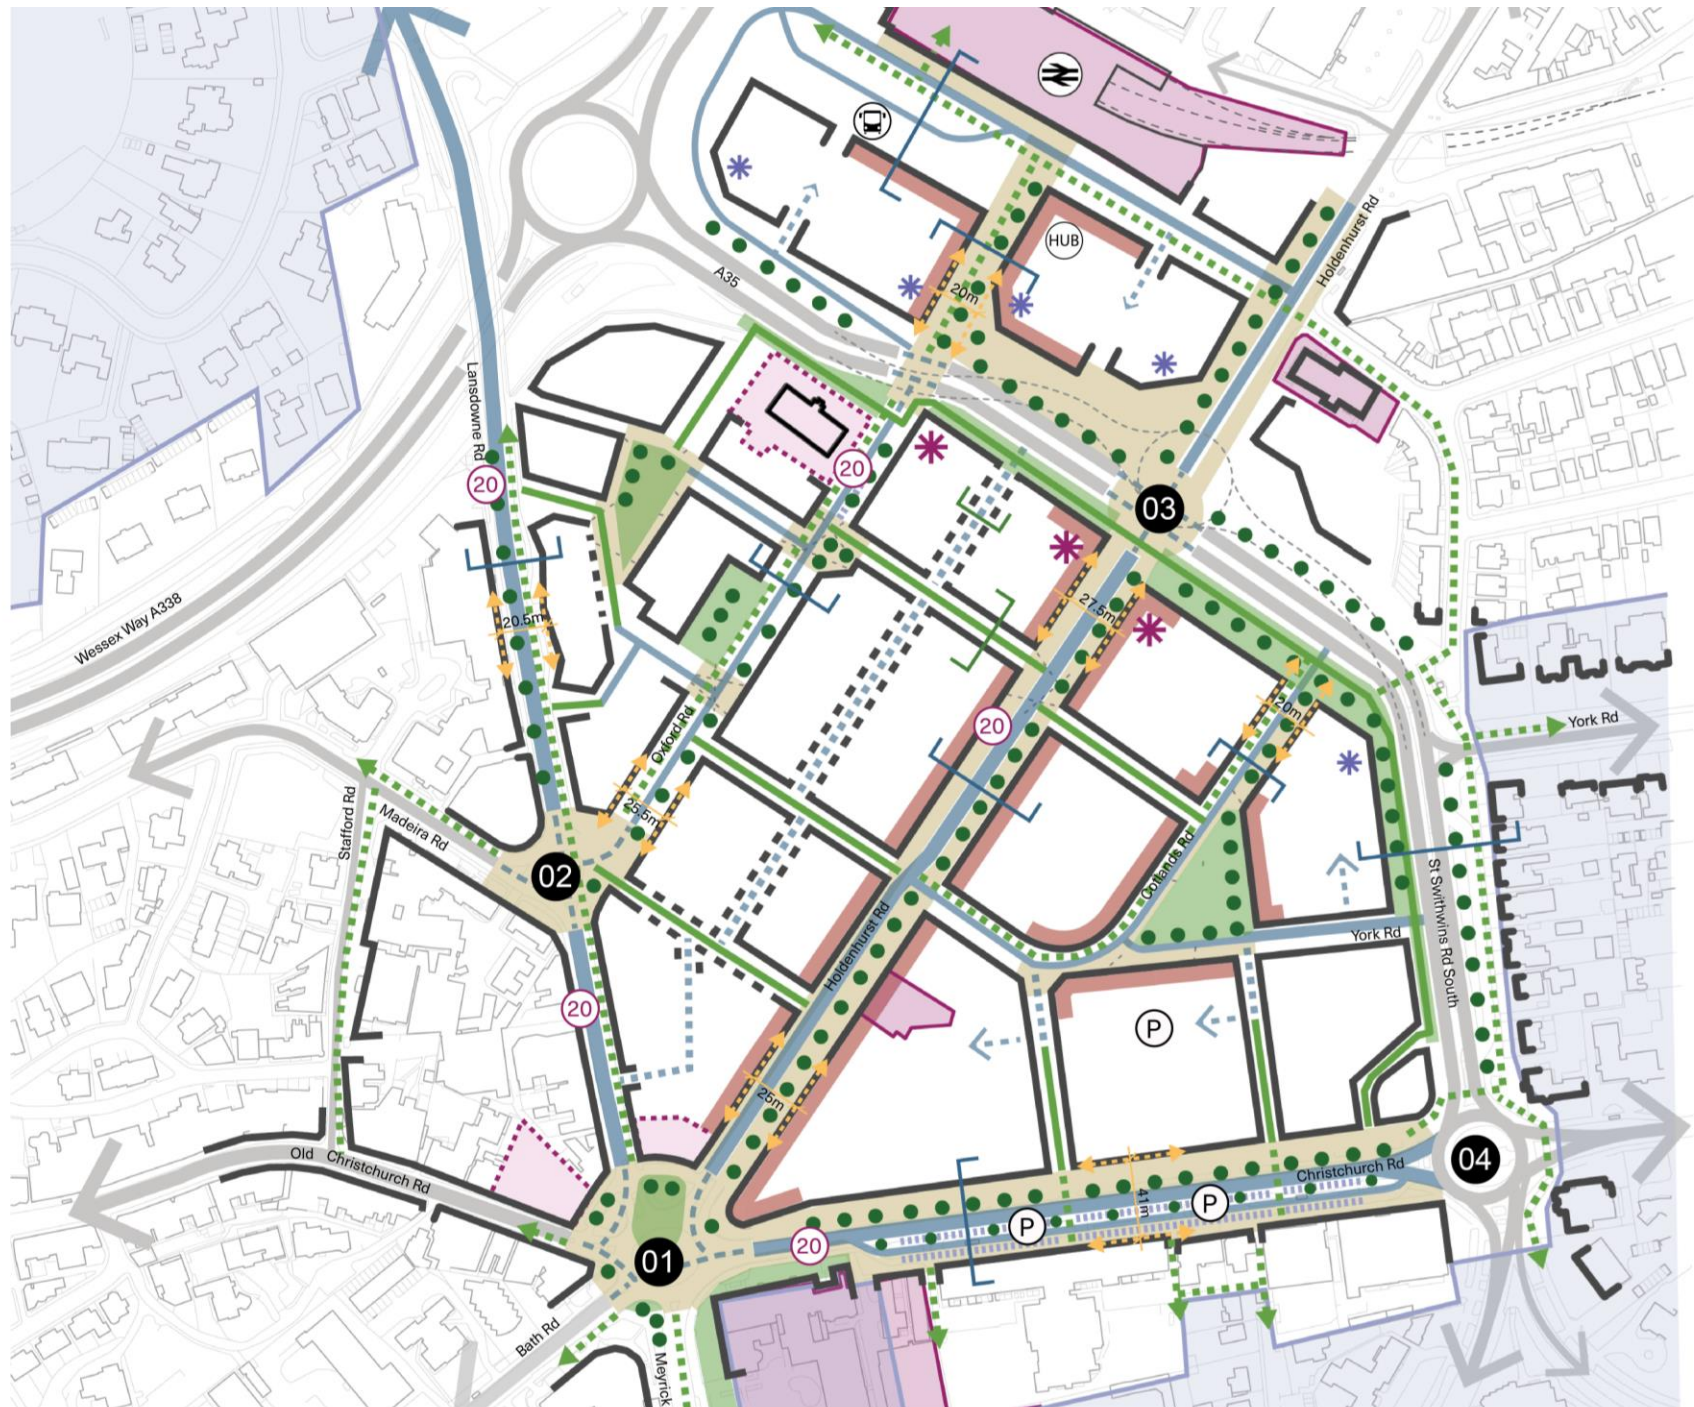 HUB
Holdenhurst Rd
A35
20m
Lansdowne Rd
20
20
03
27.5m
20.5m
Wessex Way A338
20m
20
York Rd
Oxford Rd
25.5m
Stafford Rd
Madeira Rd
02
Cotlands Rd
St Swithwins Rd South
York Rd
Holdenhurst Rd
20
P
25m
Old Christchurch Rd
Christchurch Rd
04
41m
P
P
20
01
Bath Rd
Meyrick